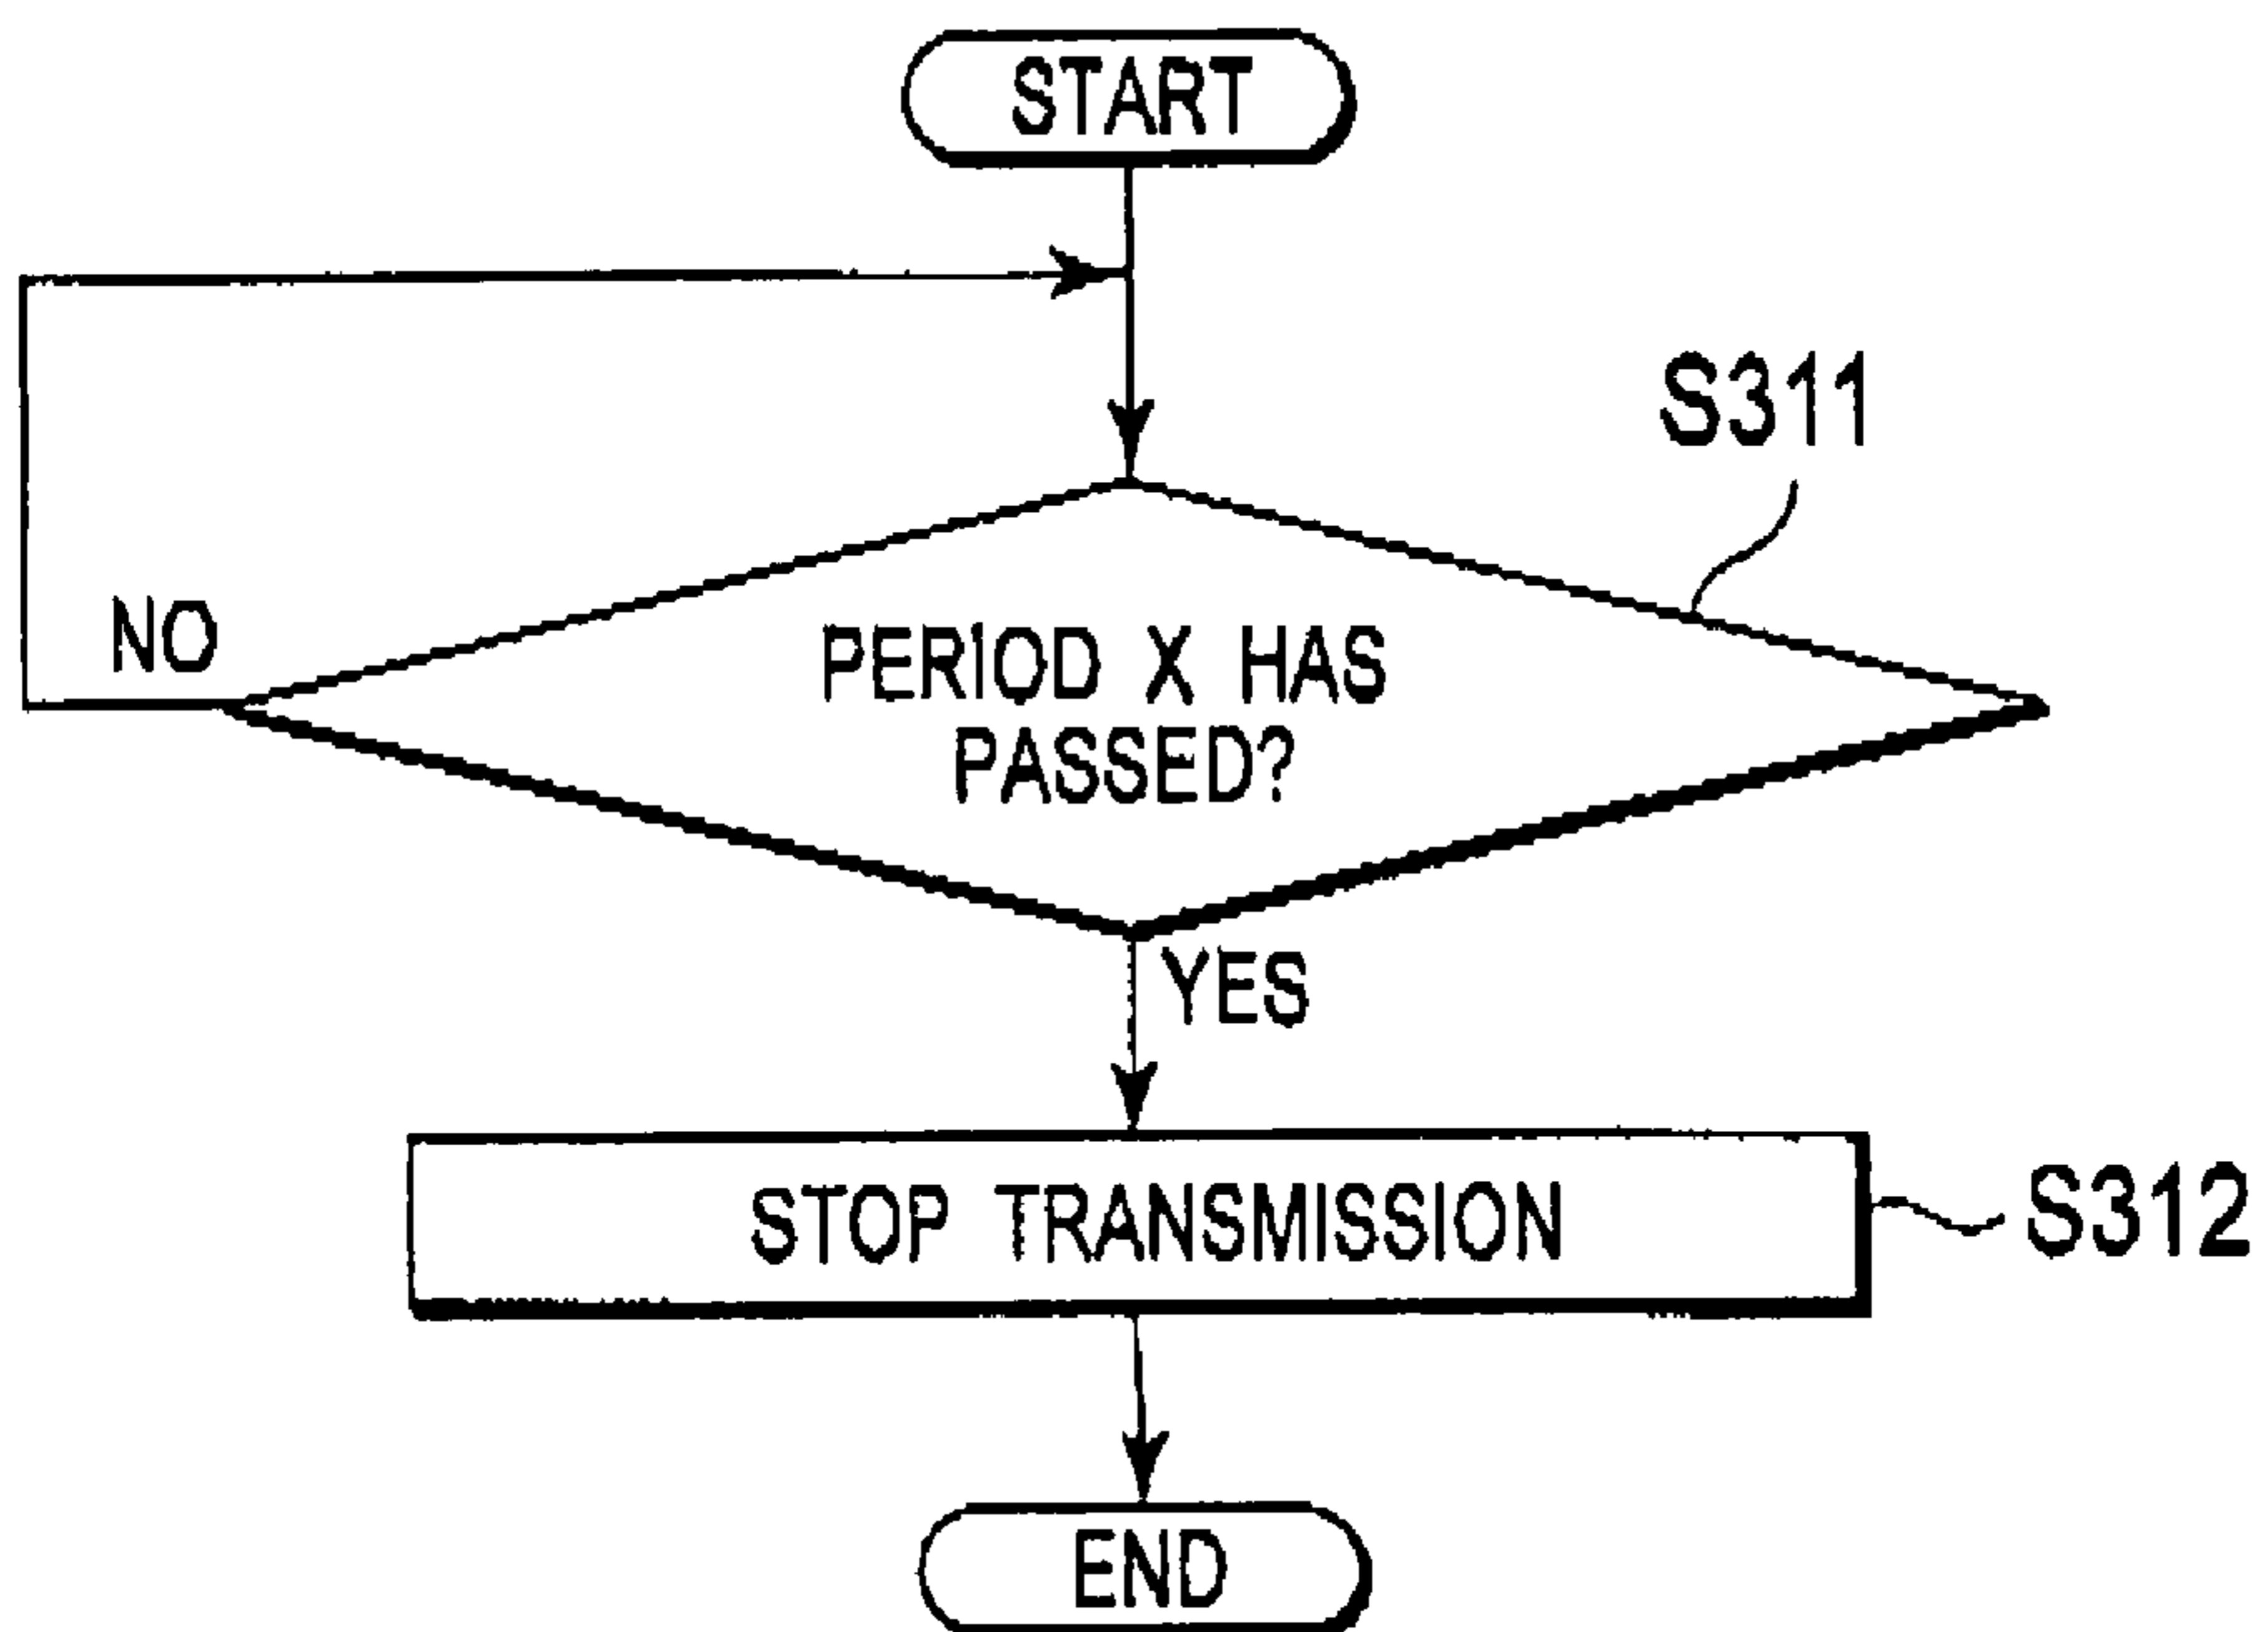 START
S311
NO
PERIOD X HAS
PASSED?
YES
STOP TRANSMISSION
S312
END